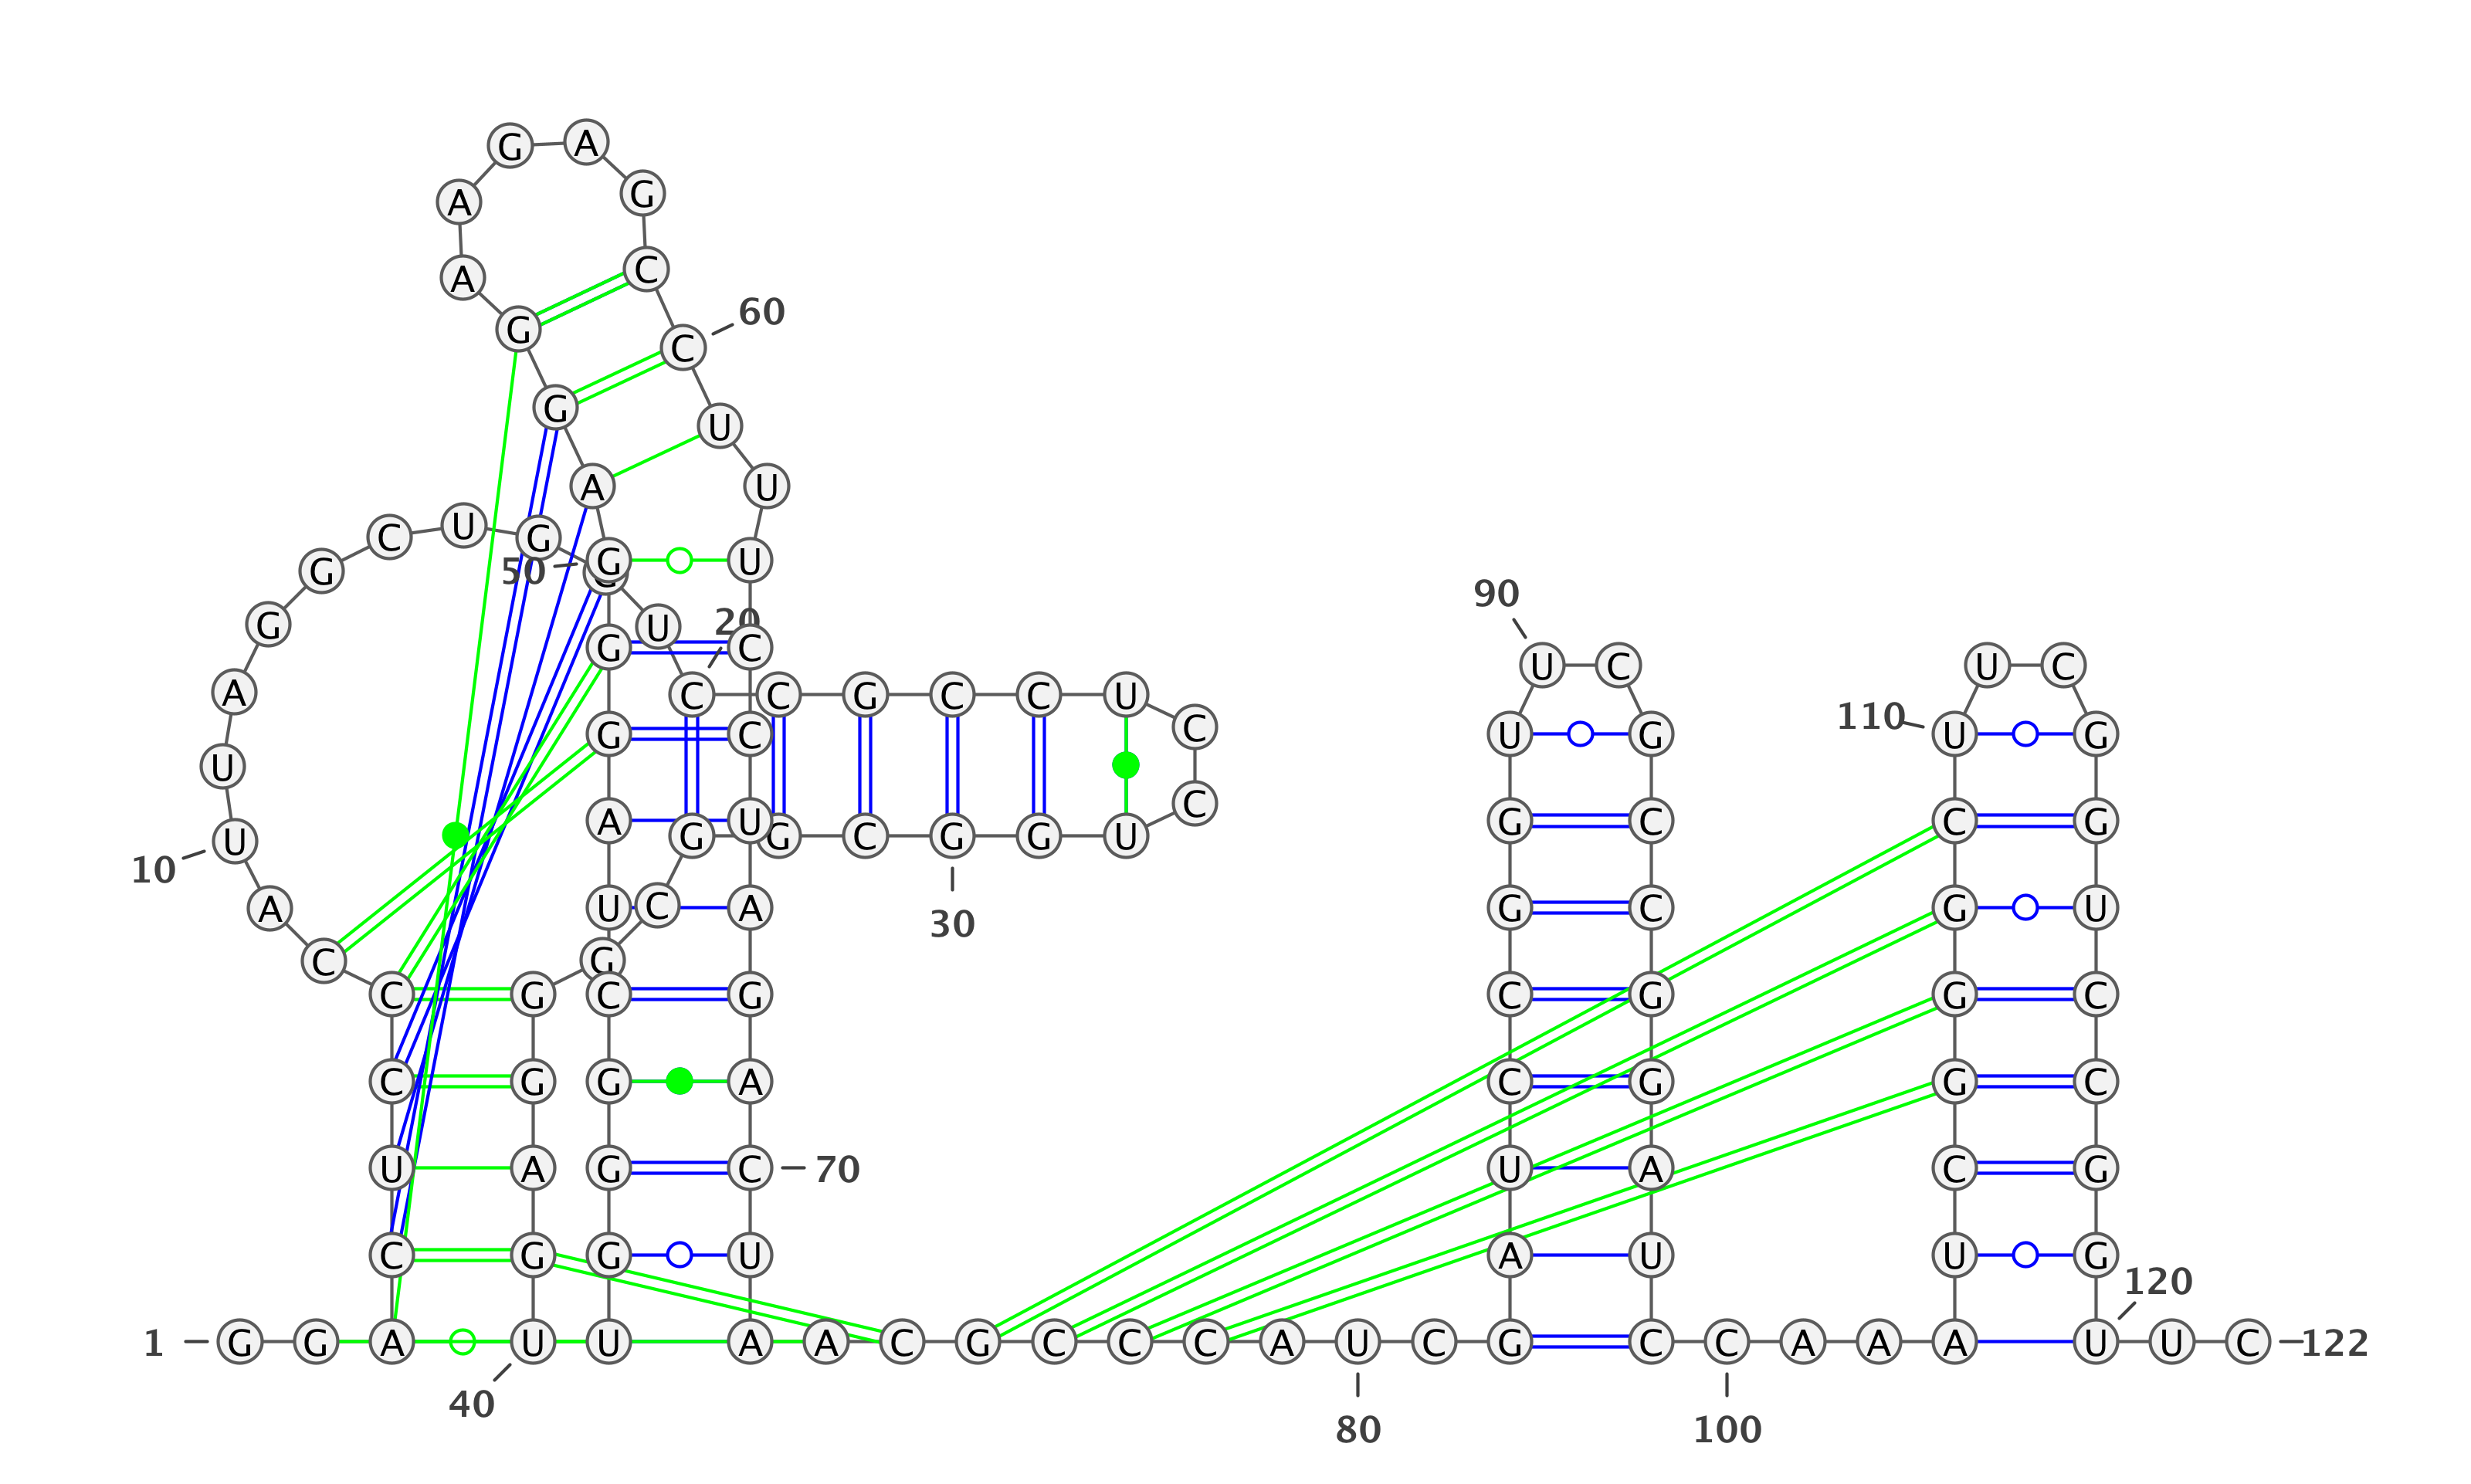 G A
A G
A C
60
G C
G U
A U
C U G
G U
50
G
90
20
G U
G C U C U C
A C C G C C U
110
G C C U G U G
U
C
A U G C C G
U G G C G G U
10
A U C A G C G U
30
C G
C G C G C G G C
C G G A C G G C
U A G C 70 U A C G
C G G U A U U G
120
1 G G A U U A A C G C C C A U C G C C A A A A U U C 122
40
80 100